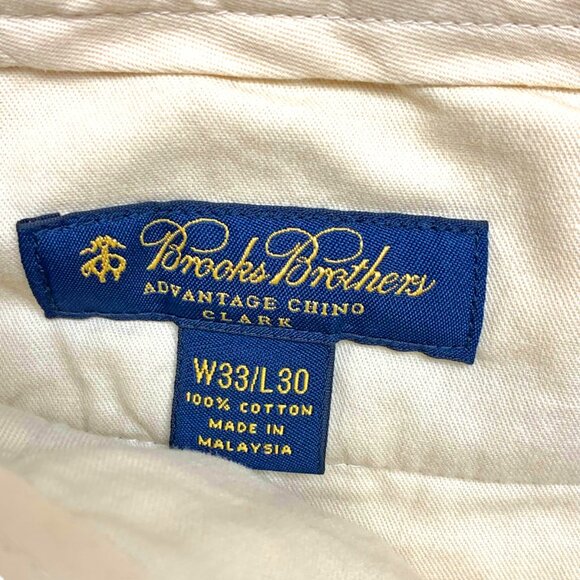 Brooks Brothers
ADVANTAGE CHINO
CLARK
W33/L30
100% COTTON
MADE IN
MALAYSIA